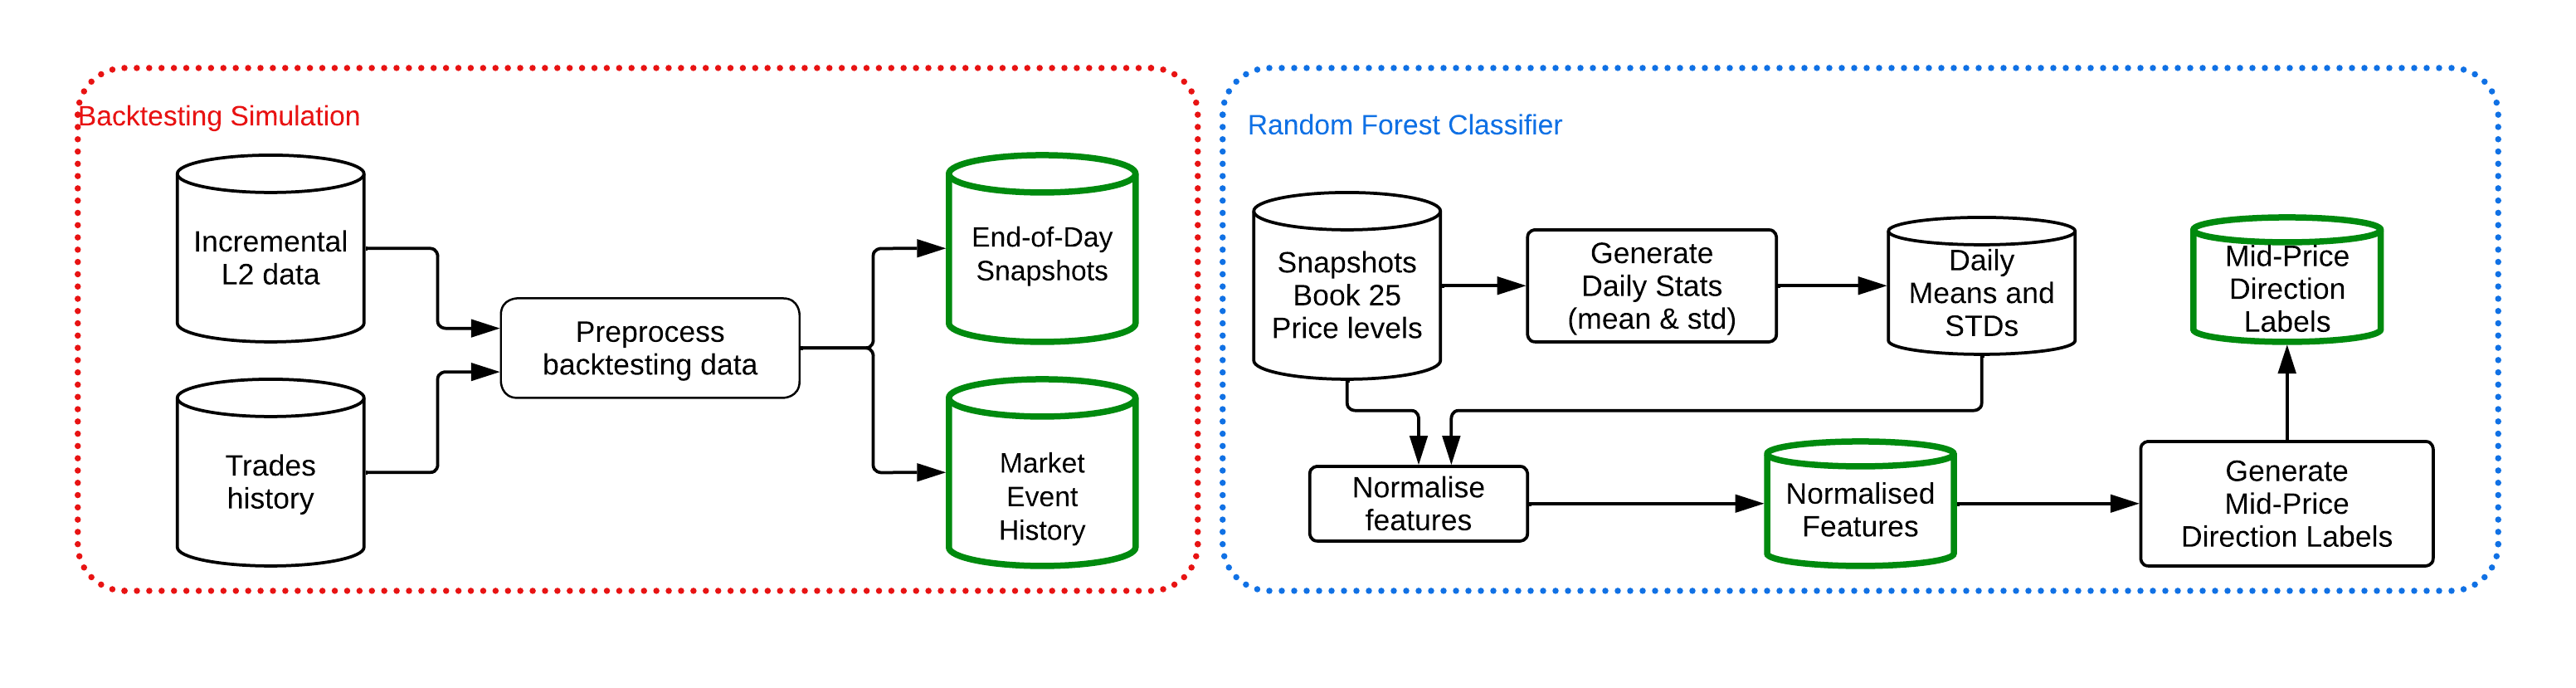 Backtesting Simulation
Incremental
L2 data
Trades
history
Preprocess
backtesting data
End-of-Day
Snapshots
Market
Event
History
Random Forest Classifier
Snapshots
Book 25
Price levels
Generate
Daily Stats
(mean & std)
Daily
Means and
STDs
Mid-Price
Direction
Labels
Normalise
features
Normalised
Features
Generate
Mid-Price
Direction Labels